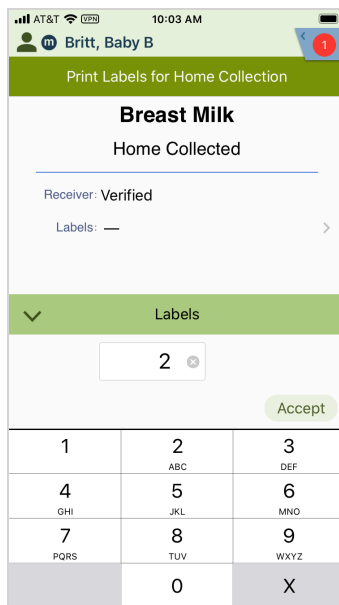 AT&T VPN 10:03 AM
m Britt, Baby B 1
Print Labels for Home Collection
Breast Milk
Home Collected
Receiver: Verified
Labels: —
Labels
2
Accept
1 2 3
ABC DEF
4 5 6
GHI JKL MNO
7 8 9
PQRS TUV WXYZ
0 X